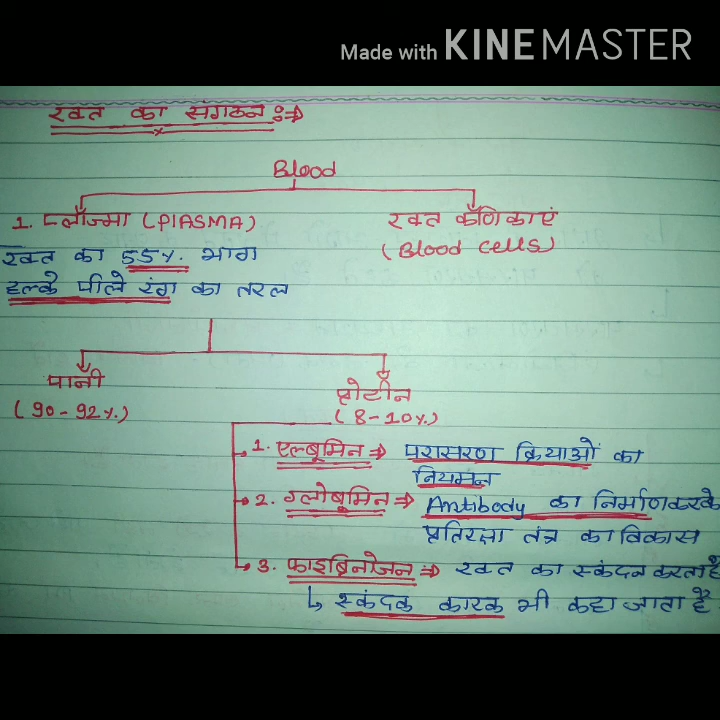 Made with KINEMASTER
रक्त का संगठन :⇒
Blood
1. प्लाज्मा (PlASMA)
रक्त कणिकाएं
(Blood cells)
रक्त का 55%. भाग
हल्के पीले रंग का तरल
पानी
(90-92%.)
प्रोटीन
(8-10%.)
1. एल्बूमिन ⇒ परासरण क्रियाओं का
नियमन
2. ग्लोबूमिन ⇒ Antibody का निर्माण करके
प्रतिरक्षा तंत्र का विकास
3. फाइब्रिनोजन ⇒ रक्त का स्कंदन करता है
↳ स्कंदक कारक भी कहा जाता है